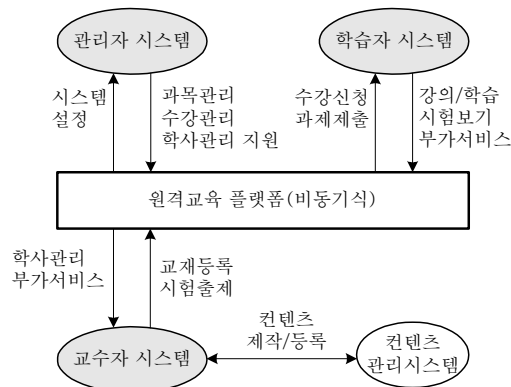 관리자 시스템
학습자 시스템
시스템
설정
과목관리
수강관리
학사관리 지원
수강신청
과제제출
강의/학습
시험보기
부가서비스
원격교육 플랫폼(비동기식)
학사관리
부가서비스
교재등록
시험출제
컨텐츠
제작/등록
교수자 시스템
컨텐츠
관리시스템